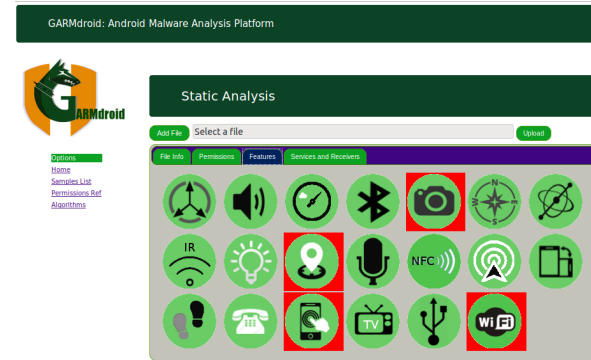 GARMdroid: Android Malware Analysis Platform
GARMdroid
Static Analysis
Add File Select a file Upload
File Info Permissions Features Services and Receivers
Options
Home
Samples List
Permissions Ref
Algorithms
N
W E
S
IR
NFC
TV
WiFi